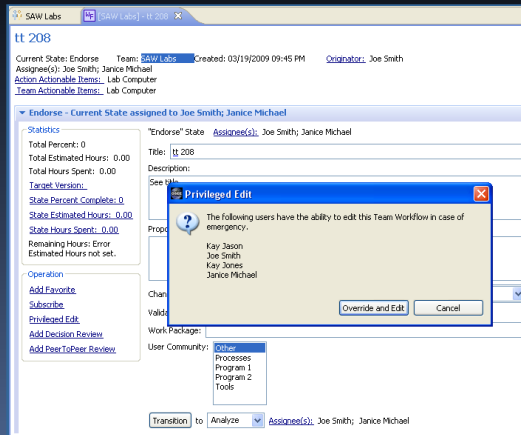 SAW Labs [SAW Labs] - tt 208
tt 208
Current State: Endorse Team: SAW Labs Created: 03/19/2009 09:45 PM Originator: Joe Smith
Assignee(s): Joe Smith; Janice Michael
Action Actionable Items: Lab Computer
Team Actionable Items: Lab Computer
Endorse - Current State assigned to Joe Smith; Janice Michael
Statistics
Total Percent: 0
Total Estimated Hours: 0.00
Total Hours Spent: 0.00
Target Version:
State Percent Complete: 0
State Estimated Hours: 0.00
State Hours Spent: 0.00
Remaining Hours: Error
Estimated Hours not set.
Operation
Add Favorite
Subscribe
Privileged Edit
Add Decision Review
Add PeerToPeer Review
"Endorse" State Assignee(s): Joe Smith; Janice Michael
Title: tt 208
Description:
See title
Privileged Edit
The following users have the ability to edit this Team Workflow in case of
emergency.
Kay Jason
Joe Smith
Kay Jones
Janice Michael
Override and Edit Cancel
Propo
Chan
Valida
Work Package:
User Community: Other
Processes
Program 1
Program 2
Tools
Transition to Analyze Assignee(s): Joe Smith; Janice Michael